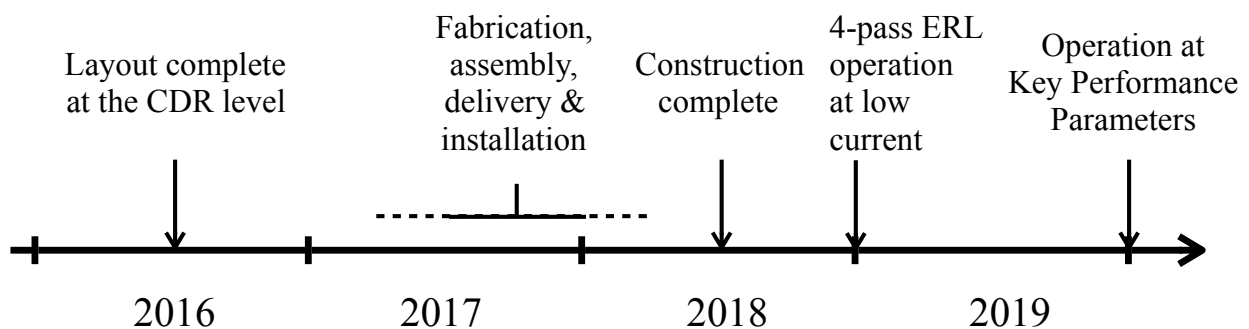 Layout complete
at the CDR level
Fabrication,
assembly,
delivery &
installation
Construction
complete
4-pass ERL
operation
at low
current
Operation at
Key Performance
Parameters
2016
2017
2018
2019